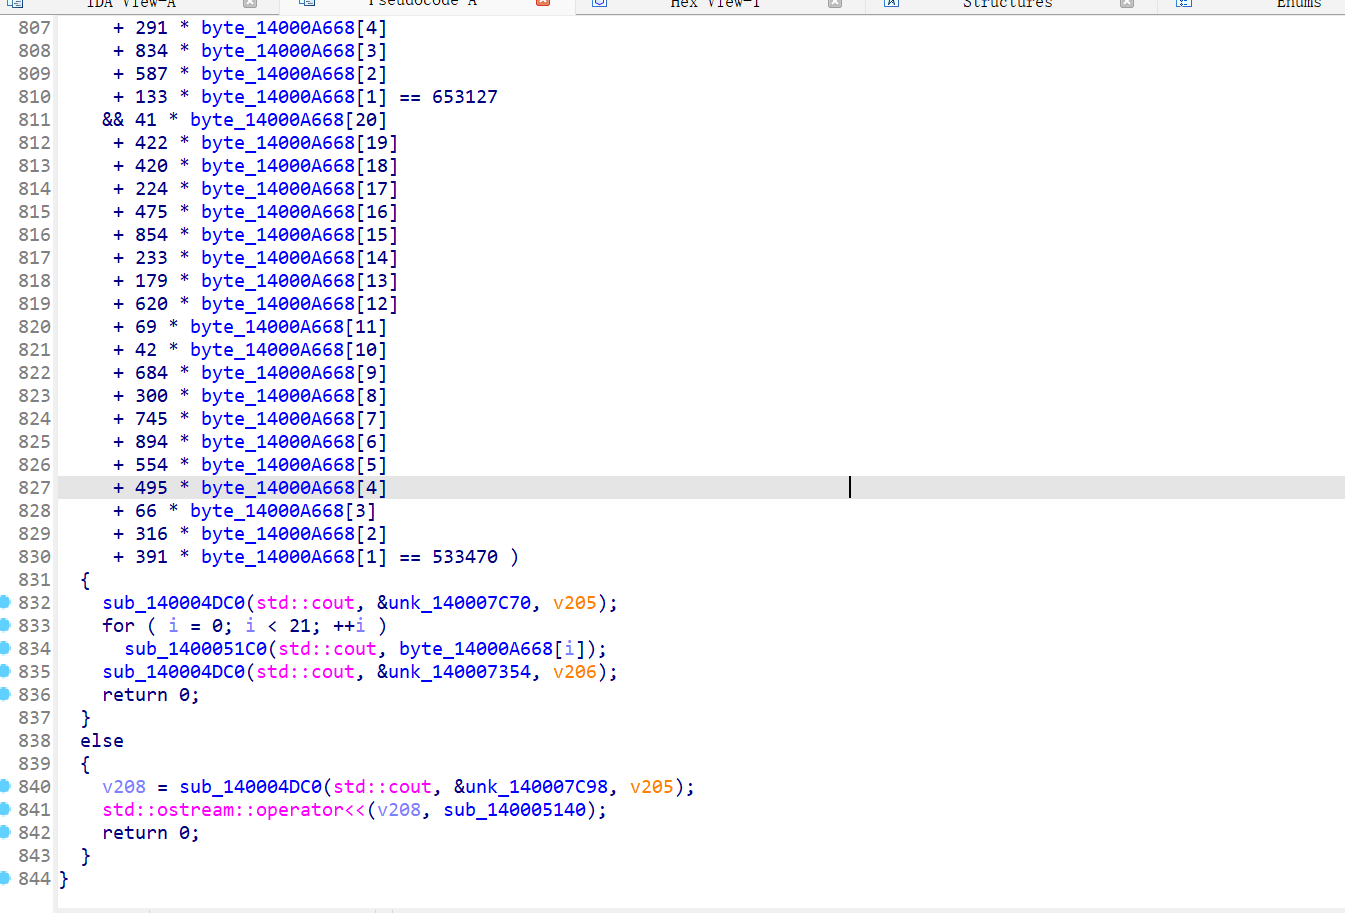 IDA View-A Pseudocode A Hex View-1 Structures Enums
807 + 291 * byte_14000A668[4]
808 + 834 * byte_14000A668[3]
809 + 587 * byte_14000A668[2]
810 + 133 * byte_14000A668[1] == 653127
811 && 41 * byte_14000A668[20]
812 + 422 * byte_14000A668[19]
813 + 420 * byte_14000A668[18]
814 + 224 * byte_14000A668[17]
815 + 475 * byte_14000A668[16]
816 + 854 * byte_14000A668[15]
817 + 233 * byte_14000A668[14]
818 + 179 * byte_14000A668[13]
819 + 620 * byte_14000A668[12]
820 + 69 * byte_14000A668[11]
821 + 42 * byte_14000A668[10]
822 + 684 * byte_14000A668[9]
823 + 300 * byte_14000A668[8]
824 + 745 * byte_14000A668[7]
825 + 894 * byte_14000A668[6]
826 + 554 * byte_14000A668[5]
827 + 495 * byte_14000A668[4]
828 + 66 * byte_14000A668[3]
829 + 316 * byte_14000A668[2]
830 + 391 * byte_14000A668[1] == 533470 )
831 {
832 sub_140004DC0(std::cout, &unk_140007C70, v205);
833 for ( i = 0; i < 21; ++i )
834 sub_1400051C0(std::cout, byte_14000A668[i]);
835 sub_140004DC0(std::cout, &unk_140007354, v206);
836 return 0;
837 }
838 else
839 {
840 v208 = sub_140004DC0(std::cout, &unk_140007C98, v205);
841 std::ostream::operator<<(v208, sub_140005140);
842 return 0;
843 }
844 }